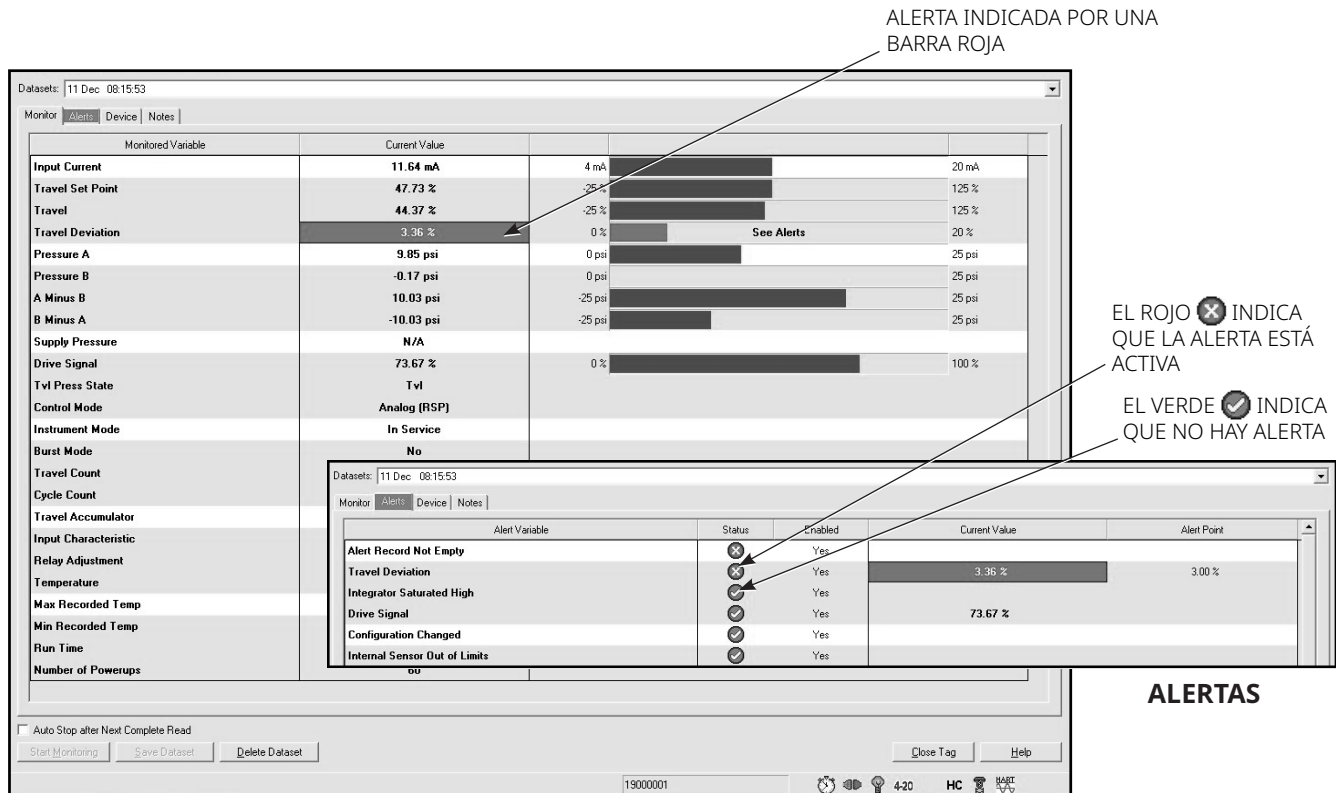 ALERTA INDICADA POR UNA
BARRA ROJA
Datasets: 11 Dec 08:15:53
Monitor Alerts Device Notes
Monitored Variable Current Value
Input Current 11.64 mA 4 mA 20 mA
Travel Set Point 47.73 % -25 % 125 %
Travel 44.37 % -25 % 125 %
Travel Deviation 3.36 % 0 % See Alerts 20 %
Pressure A 9.85 psi 0 psi 25 psi
Pressure B -0.17 psi 0 psi 25 psi
A Minus B 10.03 psi -25 psi 25 psi
B Minus A -10.03 psi -25 psi 25 psi
Supply Pressure N/A
Drive Signal 73.67 % 0 % 100 %
Tvl Press State Tvl
Control Mode Analog (RSP)
Instrument Mode In Service
Burst Mode No
Travel Count
Cycle Count
Travel Accumulator
Input Characteristic
Relay Adjustment
Temperature
Max Recorded Temp
Min Recorded Temp
Run Time
Number of Powerups 60
EL ROJO INDICA
QUE LA ALERTA ESTÁ
ACTIVA
EL VERDE INDICA
QUE NO HAY ALERTA
Datasets: 11 Dec 08:15:53
Monitor Alerts Device Notes
Alert Variable Status Enabled Current Value Alert Point
Alert Record Not Empty Yes
Travel Deviation Yes 3.36 % 3.00 %
Integrator Saturated High Yes
Drive Signal Yes 73.67 %
Configuration Changed Yes
Internal Sensor Out of Limits Yes
ALERTAS
Auto Stop after Next Complete Read
Start Monitoring Save Dataset Delete Dataset Close Tag Help
19000001 4-20 HC HART